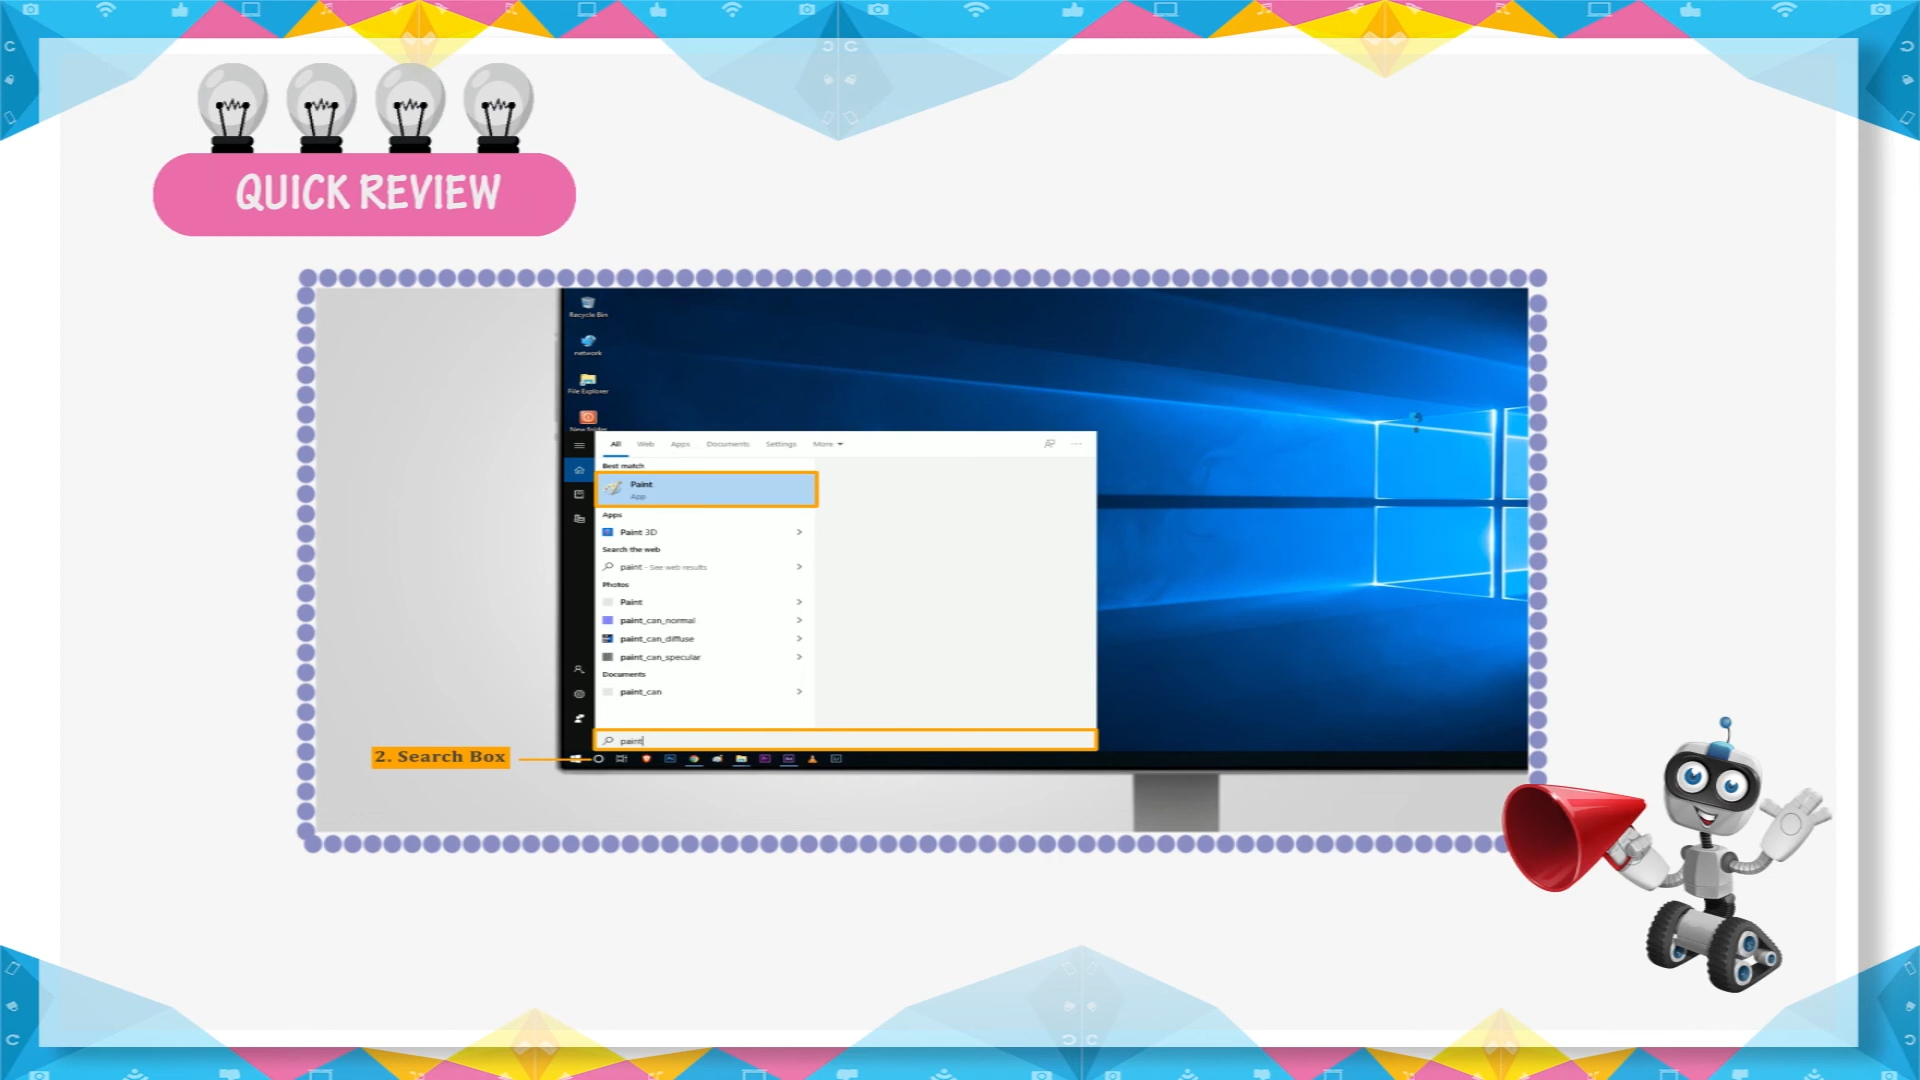 QUICK REVIEW
Recycle Bin
network
File Explorer
New folder
All Web Apps Documents Settings More
Best match
Paint
App
Apps
Paint 3D
Search the web
paint - See web results
Photos
Paint
paint_can_normal
paint_can_diffuse
paint_can_specular
Documents
paint_can
paint
2. Search Box